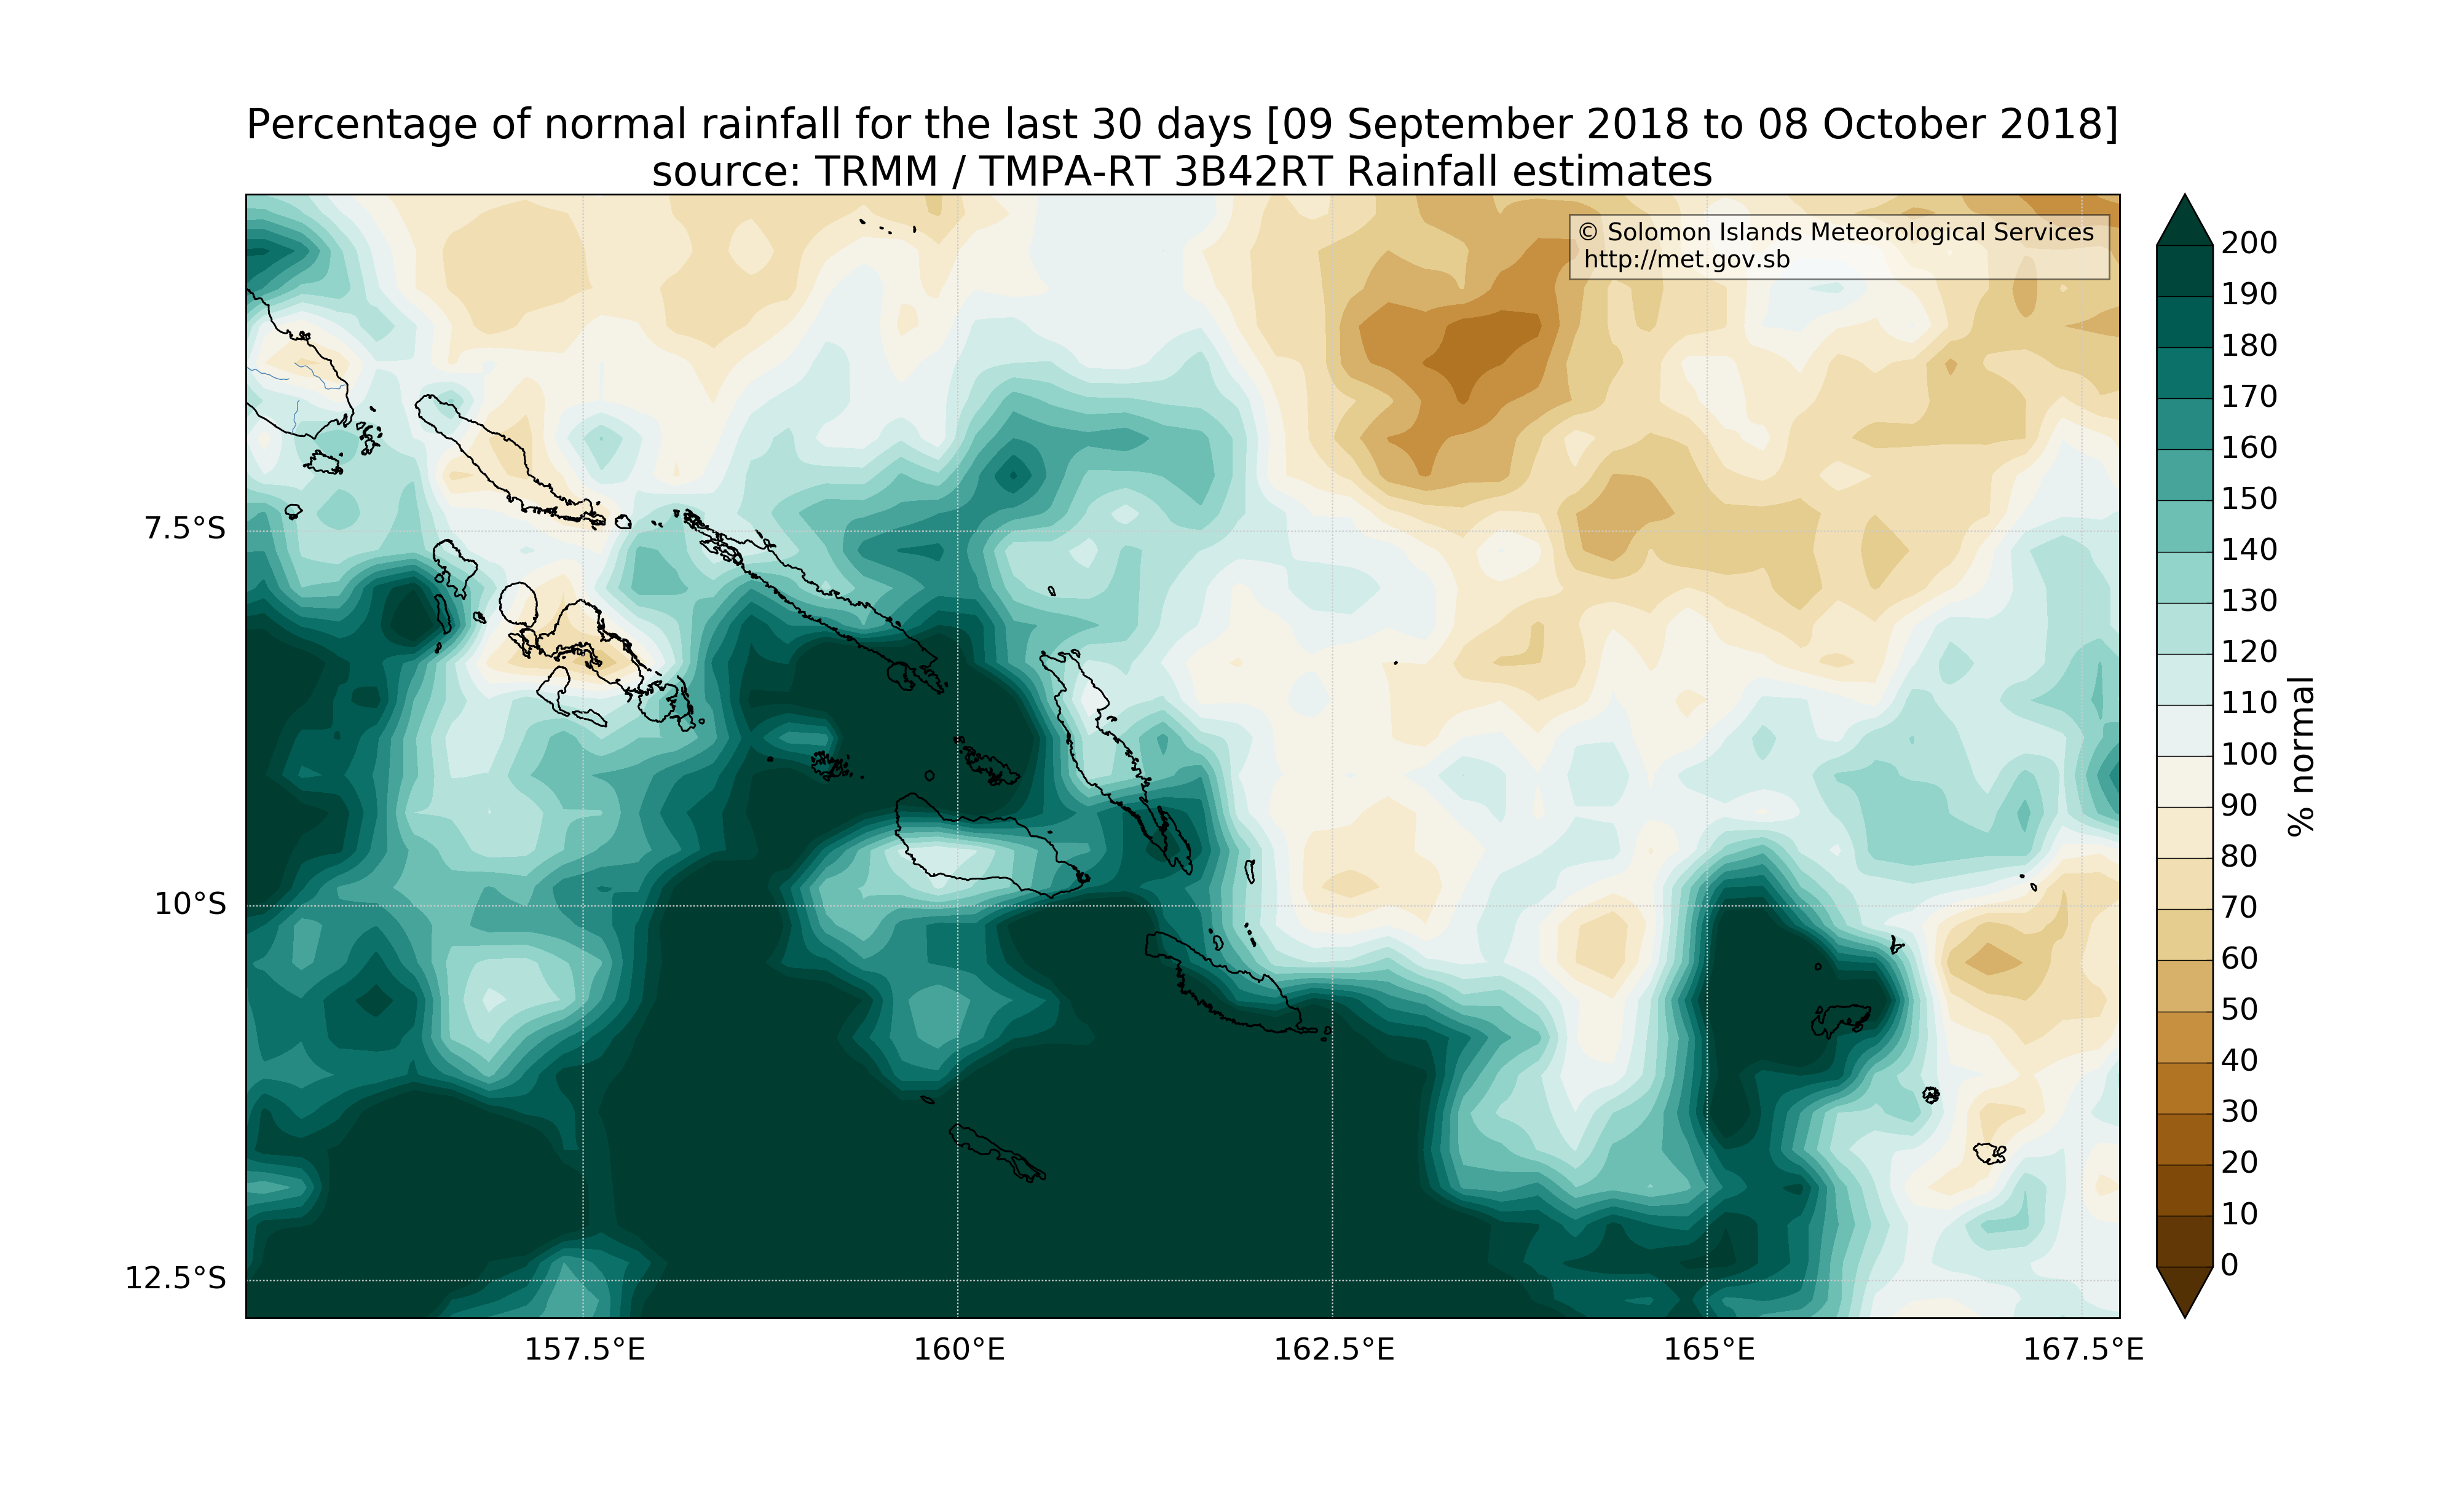 Percentage of normal rainfall for the last 30 days [09 September 2018 to 08 October 2018]
source: TRMM / TMPA-RT 3B42RT Rainfall estimates
© Solomon Islands Meteorological Services
http://met.gov.sb
7.5°S
10°S
12.5°S
157.5°E
160°E
162.5°E
165°E
167.5°E
200
190
180
170
160
150
140
130
120
110
100
90
80
70
60
50
40
30
20
10
0
% normal